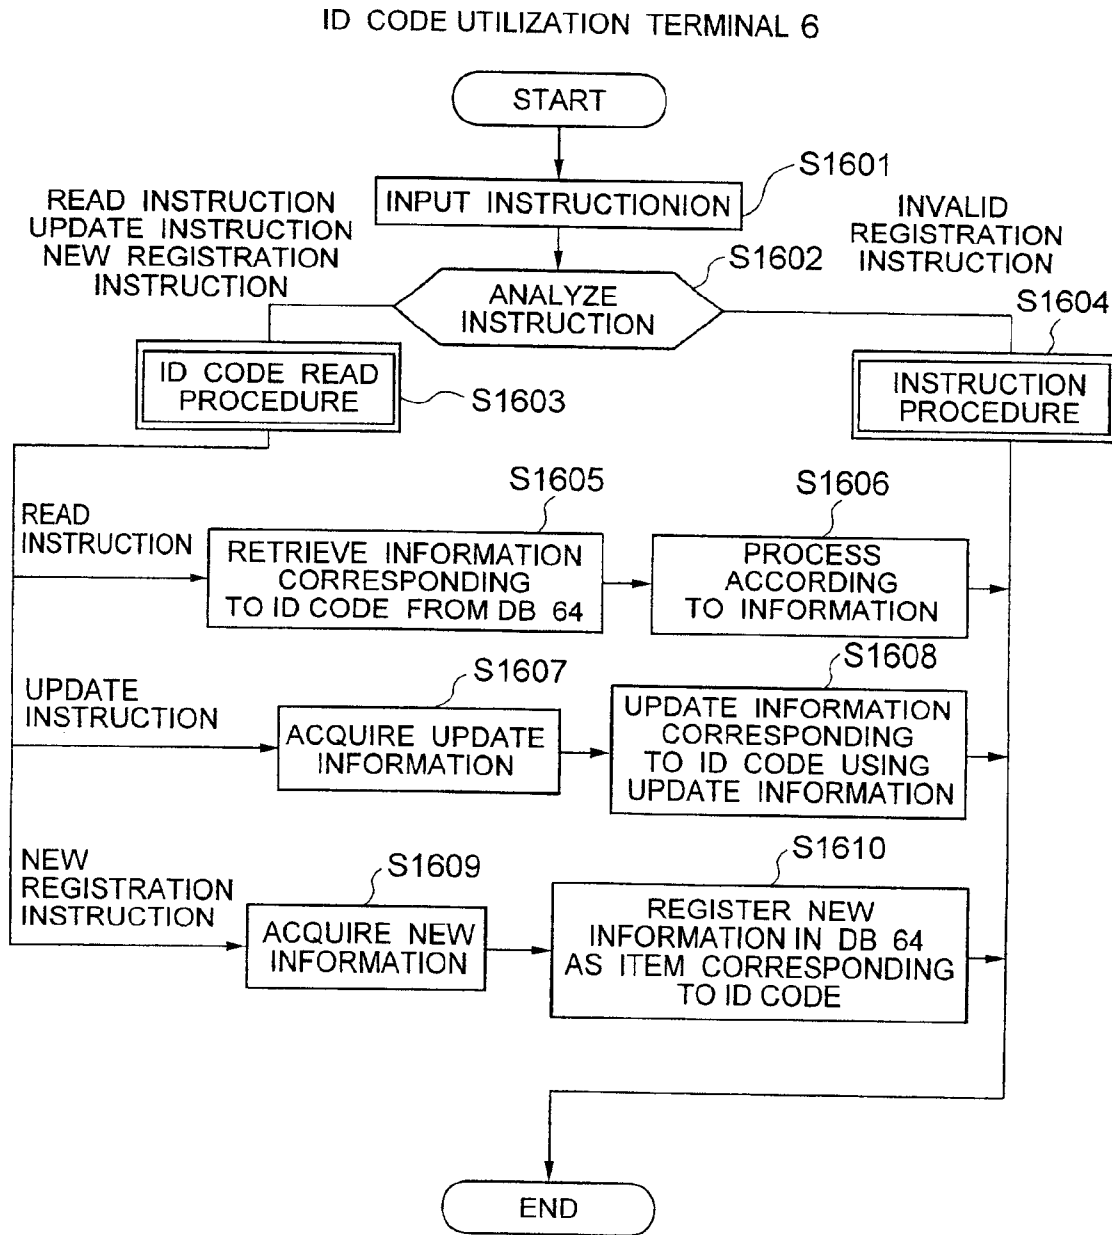 ID CODE UTILIZATION TERMINAL 6
START
S1601
INPUT INSTRUCTIONION
READ INSTRUCTION
UPDATE INSTRUCTION
NEW REGISTRATION
INSTRUCTION
INVALID
REGISTRATION
INSTRUCTION
S1602
ANALYZE
INSTRUCTION
S1604
ID CODE READ
PROCEDURE
S1603
INSTRUCTION
PROCEDURE
READ
INSTRUCTION
S1605
RETRIEVE INFORMATION
CORRESPONDING
TO ID CODE FROM DB 64
S1606
PROCESS
ACCORDING
TO INFORMATION
UPDATE
INSTRUCTION
S1607
ACQUIRE UPDATE
INFORMATION
S1608
UPDATE INFORMATION
CORRESPONDING
TO ID CODE USING
UPDATE INFORMATION
NEW
REGISTRATION
INSTRUCTION
S1609
ACQUIRE NEW
INFORMATION
S1610
REGISTER NEW
INFORMATION IN DB 64
AS ITEM CORRESPONDING
TO ID CODE
END